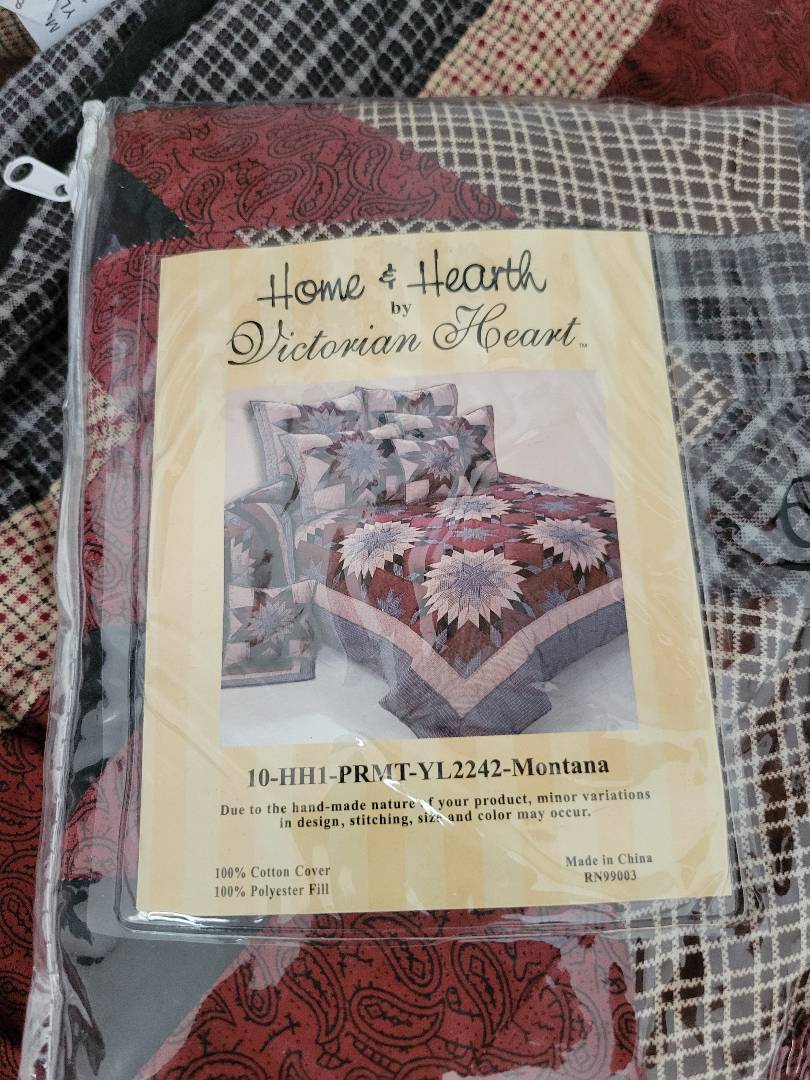 Home & Hearth
by
Victorian Heart™
10-HH1-PRMT-YL2242-Montana
Due to the hand-made nature of your product, minor variations
in design, stitching, size and color may occur.
100% Cotton Cover
100% Polyester Fill
Made in China
RN99003